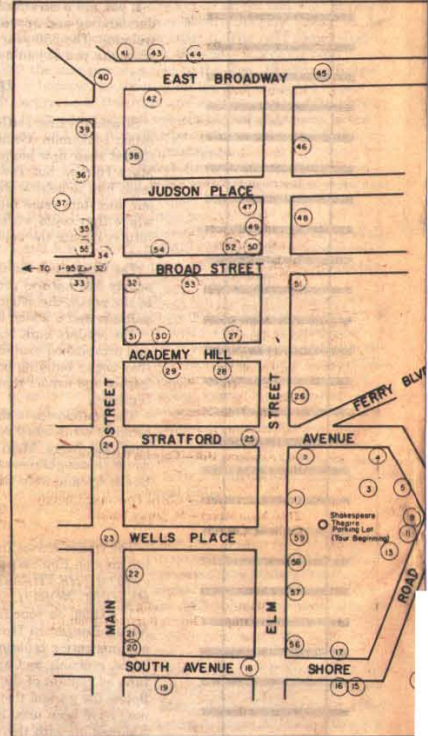 41 43 44
40 EAST BROADWAY 45
42
39 38 46
36
JUDSON PLACE
37 47 48
35 49
55 34 54 52 50
← TO I-95 (Exit 32) BROAD STREET
33 32 53 51
31 30 27
ACADEMY HILL
29 28
26
STREET
STREET
FERRY BLV
24 STRATFORD 25 AVENUE
2 4
3 5
1
Shakespeare
Theatre
Parking Lot
(Tour Beginning)
11
13
23 WELLS PLACE 59
58
22 57
ROAD
MAIN
ELM
21
20 56 17
SOUTH AVENUE 18 SHORE
19 16 15